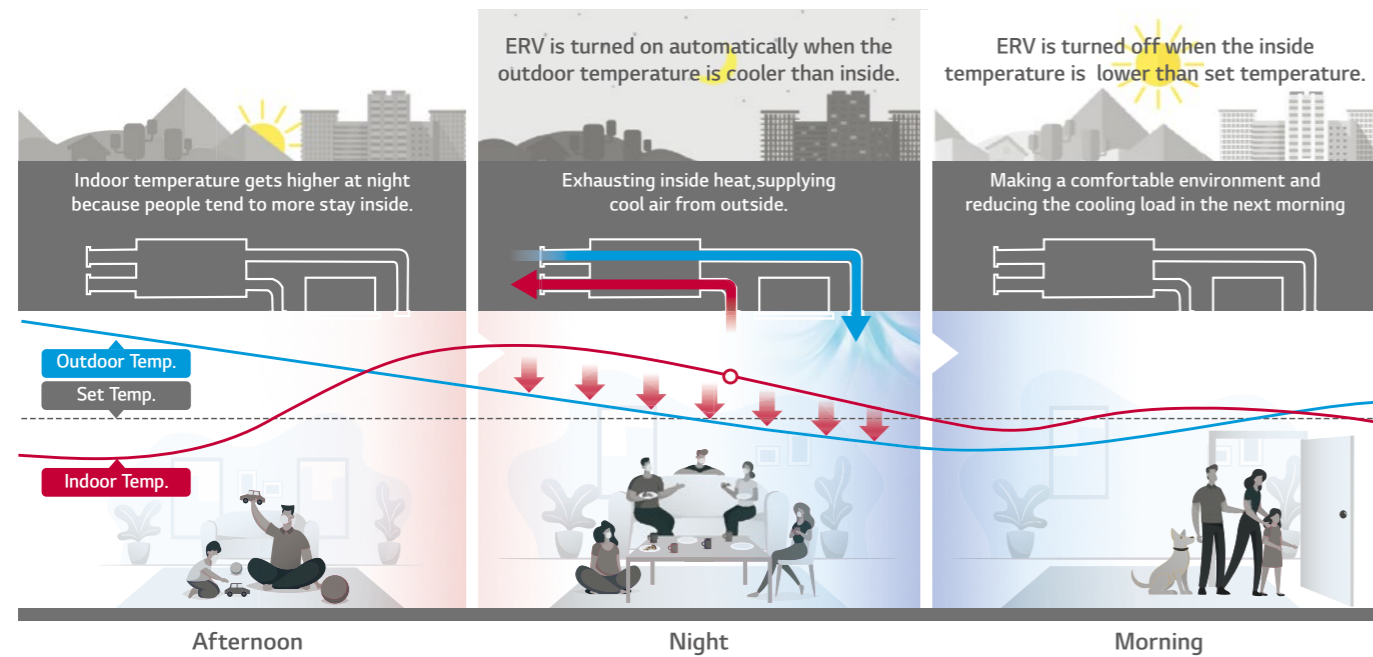 ERV is turned on automatically when the
outdoor temperature is cooler than inside.
ERV is turned off when the inside
temperature is lower than set temperature.
Indoor temperature gets higher at night
because people tend to more stay inside.
Exhausting inside heat,supplying
cool air from outside.
Making a comfortable environment and
reducing the cooling load in the next morning
Outdoor Temp.
Set Temp.
Indoor Temp.
Afternoon
Night
Morning